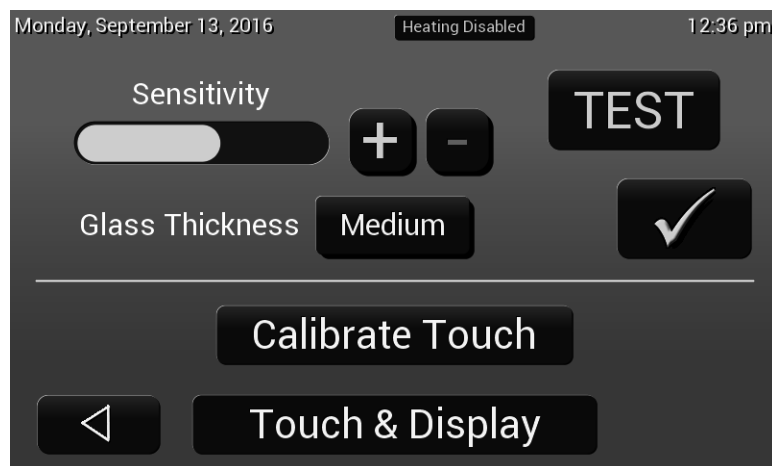 Monday, September 13, 2016 Heating Disabled 12:36 pm
Sensitivity
TEST
+ -
Glass Thickness Medium
Calibrate Touch
Touch & Display